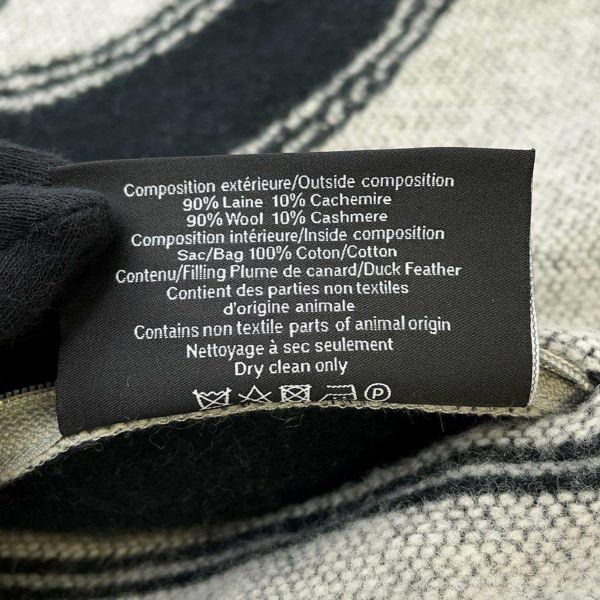 Composition extérieure/Outside composition
90% Laine 10% Cachemire
90% Wool 10% Cashmere
Composition intérieure/Inside composition
Sac/Bag 100% Coton/Cotton
Contenu/Filling Plume de canard/Duck Feather
Contient des parties non textiles
d'origine animale
Contains non textile parts of animal origin
Nettoyage à sec seulement
Dry clean only
P